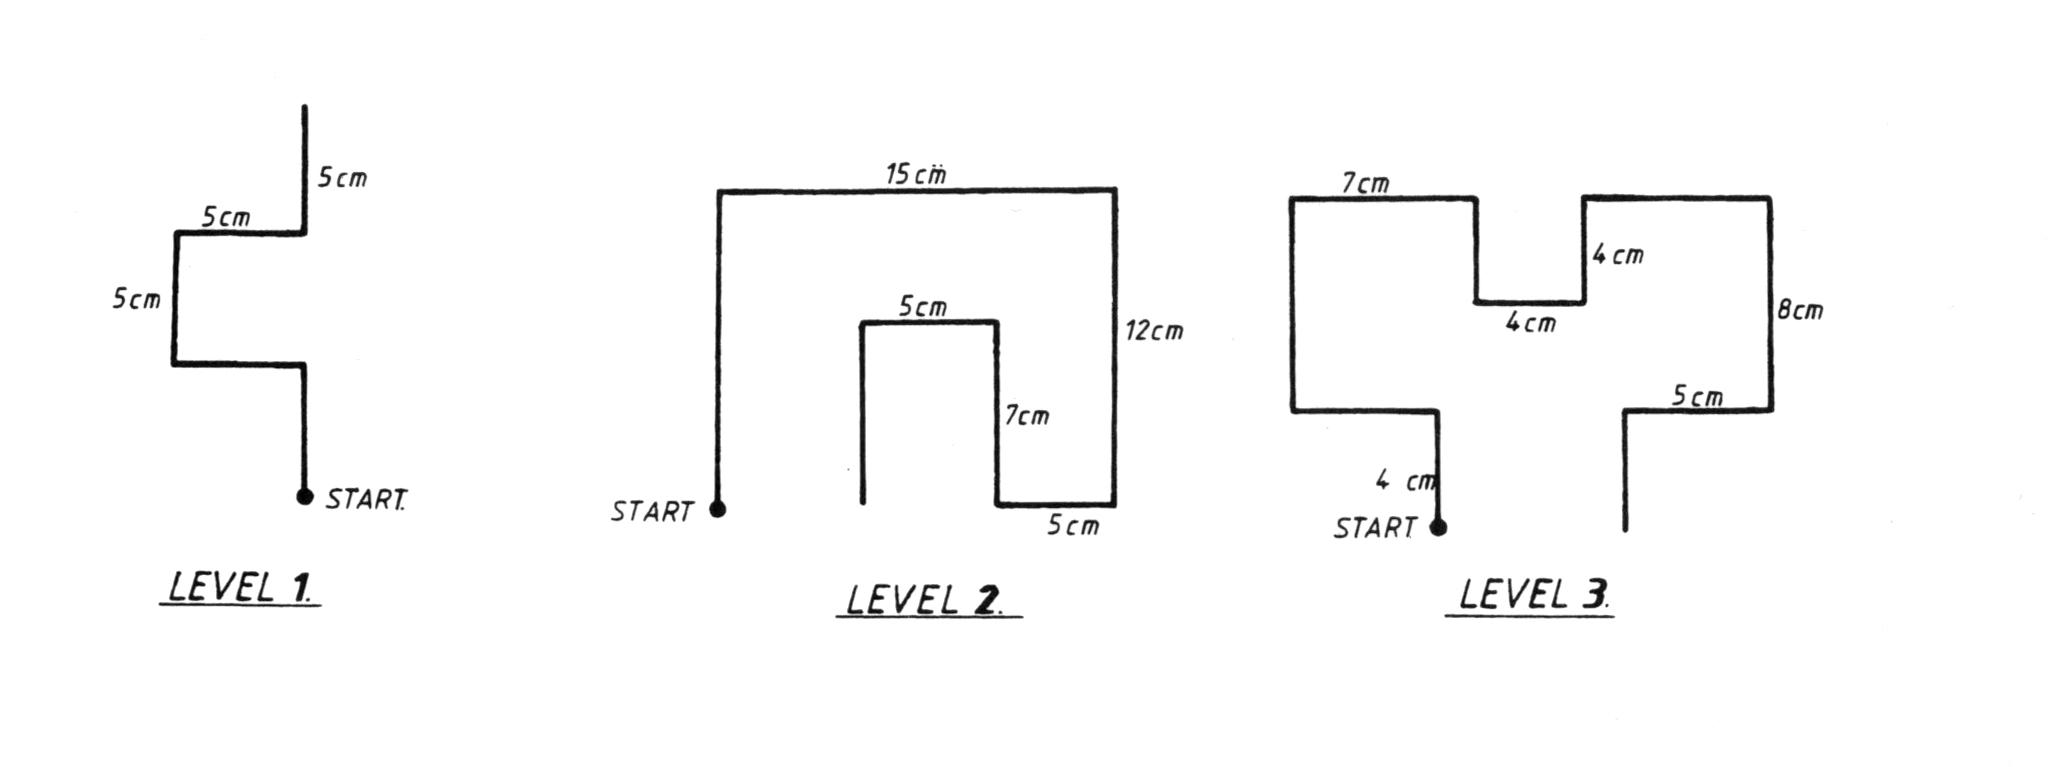 5cm
5cm
5cm
START.
LEVEL 1.
15cm
5cm
12cm
7cm
5cm
START
LEVEL 2.
7cm
4cm
4cm
8cm
5cm
4 cm
START
LEVEL 3.